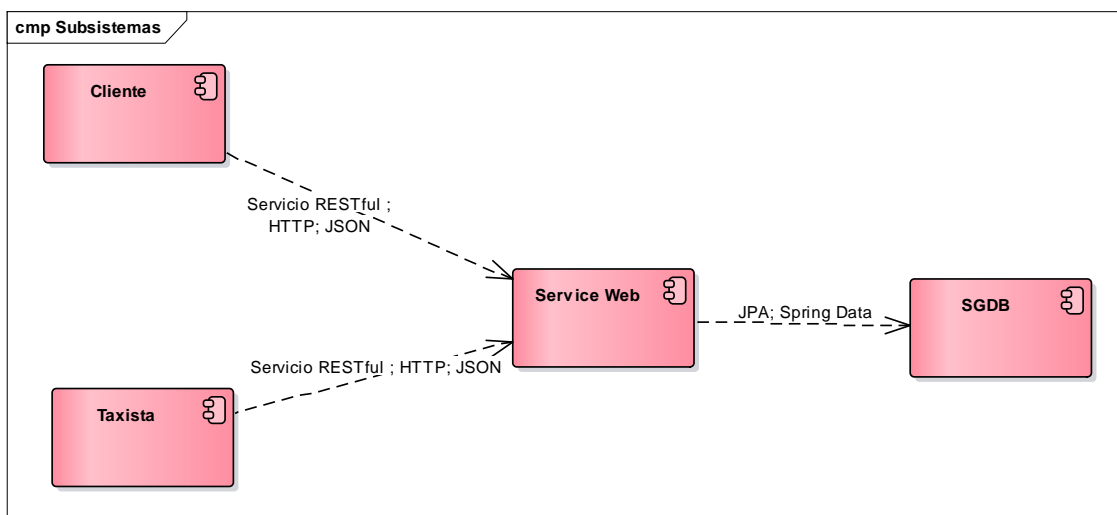 cmp Subsistemas
Cliente
Servicio RESTful ;
HTTP; JSON
Service Web
JPA; Spring Data
SGDB
Servicio RESTful ; HTTP; JSON
Taxista